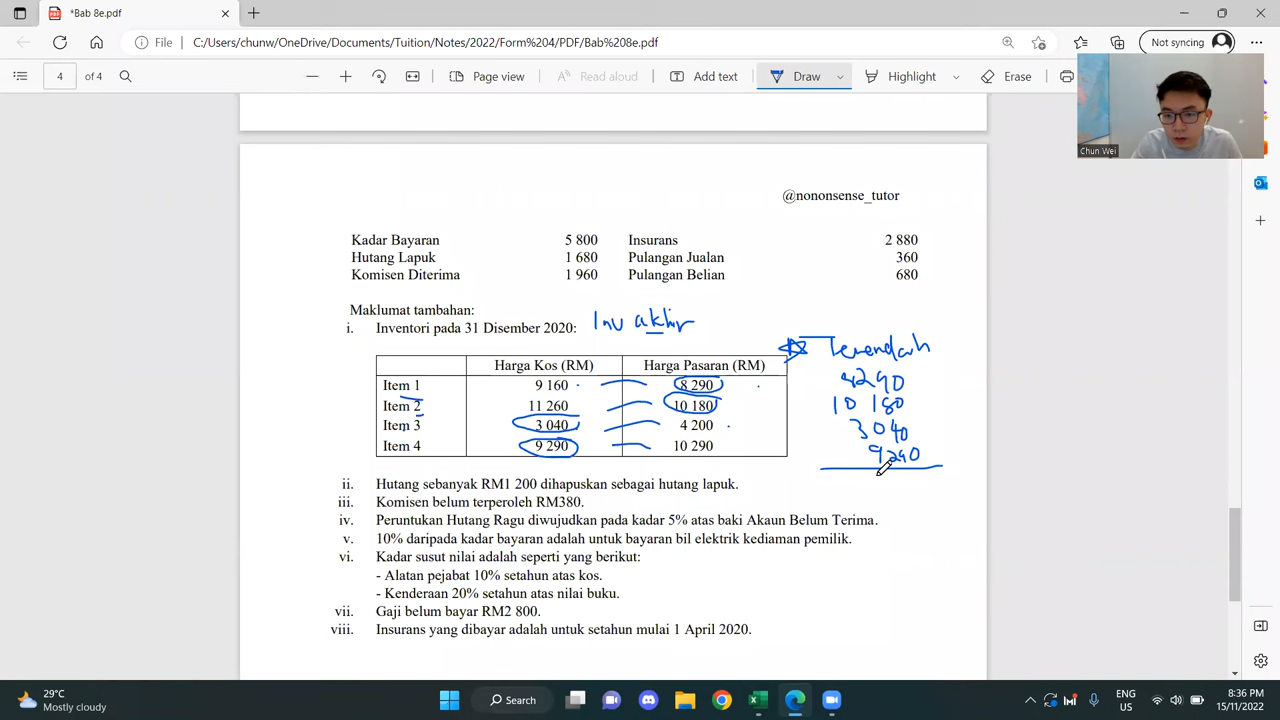 *Bab 8e.pdf
File C:/Users/chunw/OneDrive/Documents/Tuition/Notes/2022/Form%204/PDF/Bab%208e.pdf Not syncing
4 of 4 Page view Read aloud Add text Draw Highlight Erase
Chun Wei
@nononsense_tutor
Kadar Bayaran 5 800 Insurans 2 880
Hutang Lapuk 1 680 Pulangan Jualan 360
Komisen Diterima 1 960 Pulangan Belian 680
Maklumat tambahan:
i. Inventori pada 31 Disember 2020: Inv akhir
Terendah
Harga Kos (RM) Harga Pasaran (RM)
Item 1 9 160 8 290
Item 2 11 260 10 180
Item 3 3 040 4 200
Item 4 9 290 10 290
8290
10 180
3040
9290
ii. Hutang sebanyak RM1 200 dihapuskan sebagai hutang lapuk.
iii. Komisen belum terperoleh RM380.
iv. Peruntukan Hutang Ragu diwujudkan pada kadar 5% atas baki Akaun Belum Terima.
v. 10% daripada kadar bayaran adalah untuk bayaran bil elektrik kediaman pemilik.
vi. Kadar susut nilai adalah seperti yang berikut:
- Alatan pejabat 10% setahun atas kos.
- Kenderaan 20% setahun atas nilai buku.
vii. Gaji belum bayar RM2 800.
viii. Insurans yang dibayar adalah untuk setahun mulai 1 April 2020.
29°C
Mostly cloudy
Search
ENG
US
8:36 PM
15/11/2022